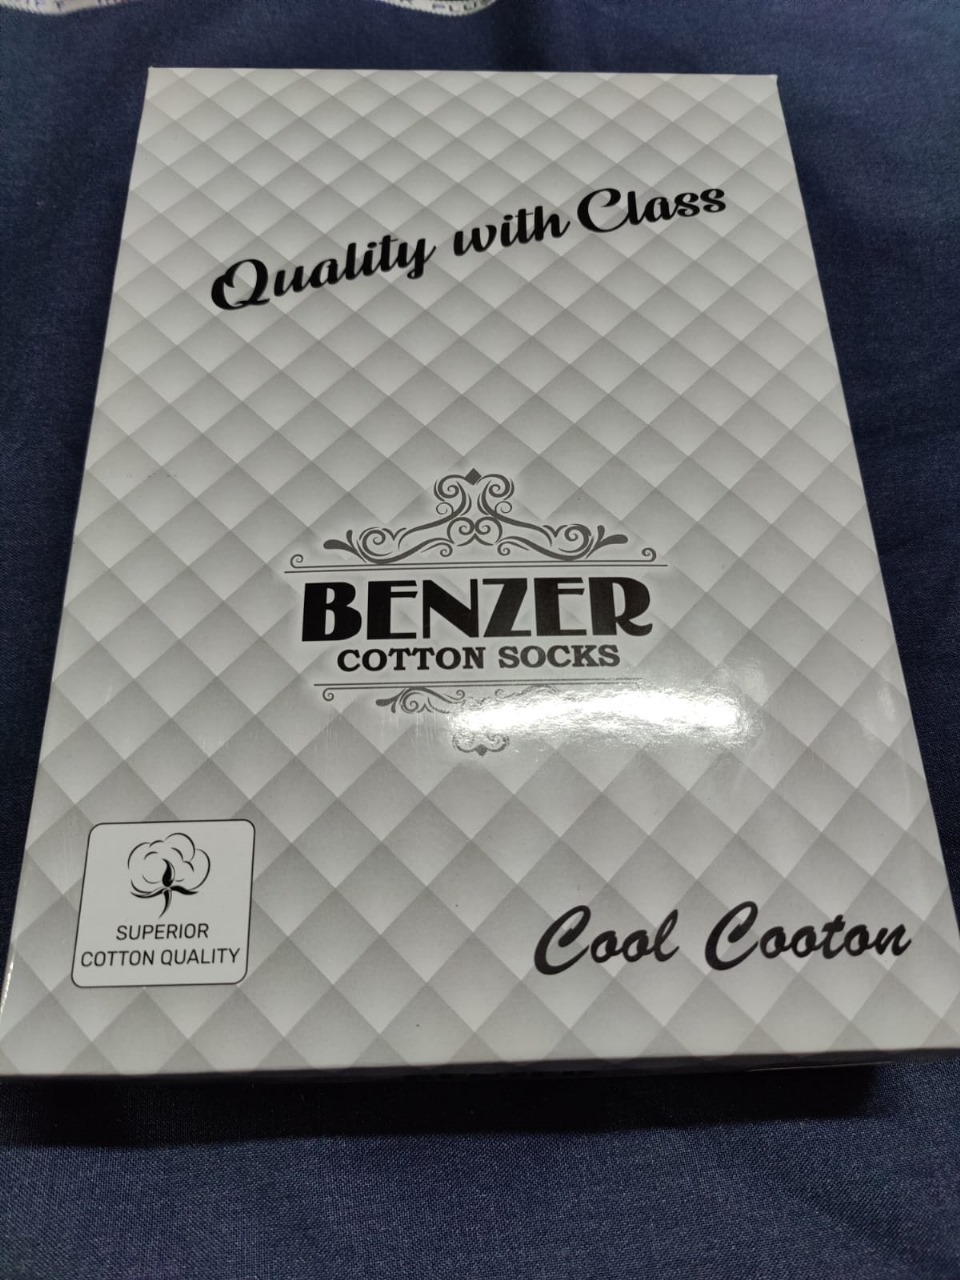 Quality with Class
BENZER
COTTON SOCKS
SUPERIOR
COTTON QUALITY
Cool Cooton